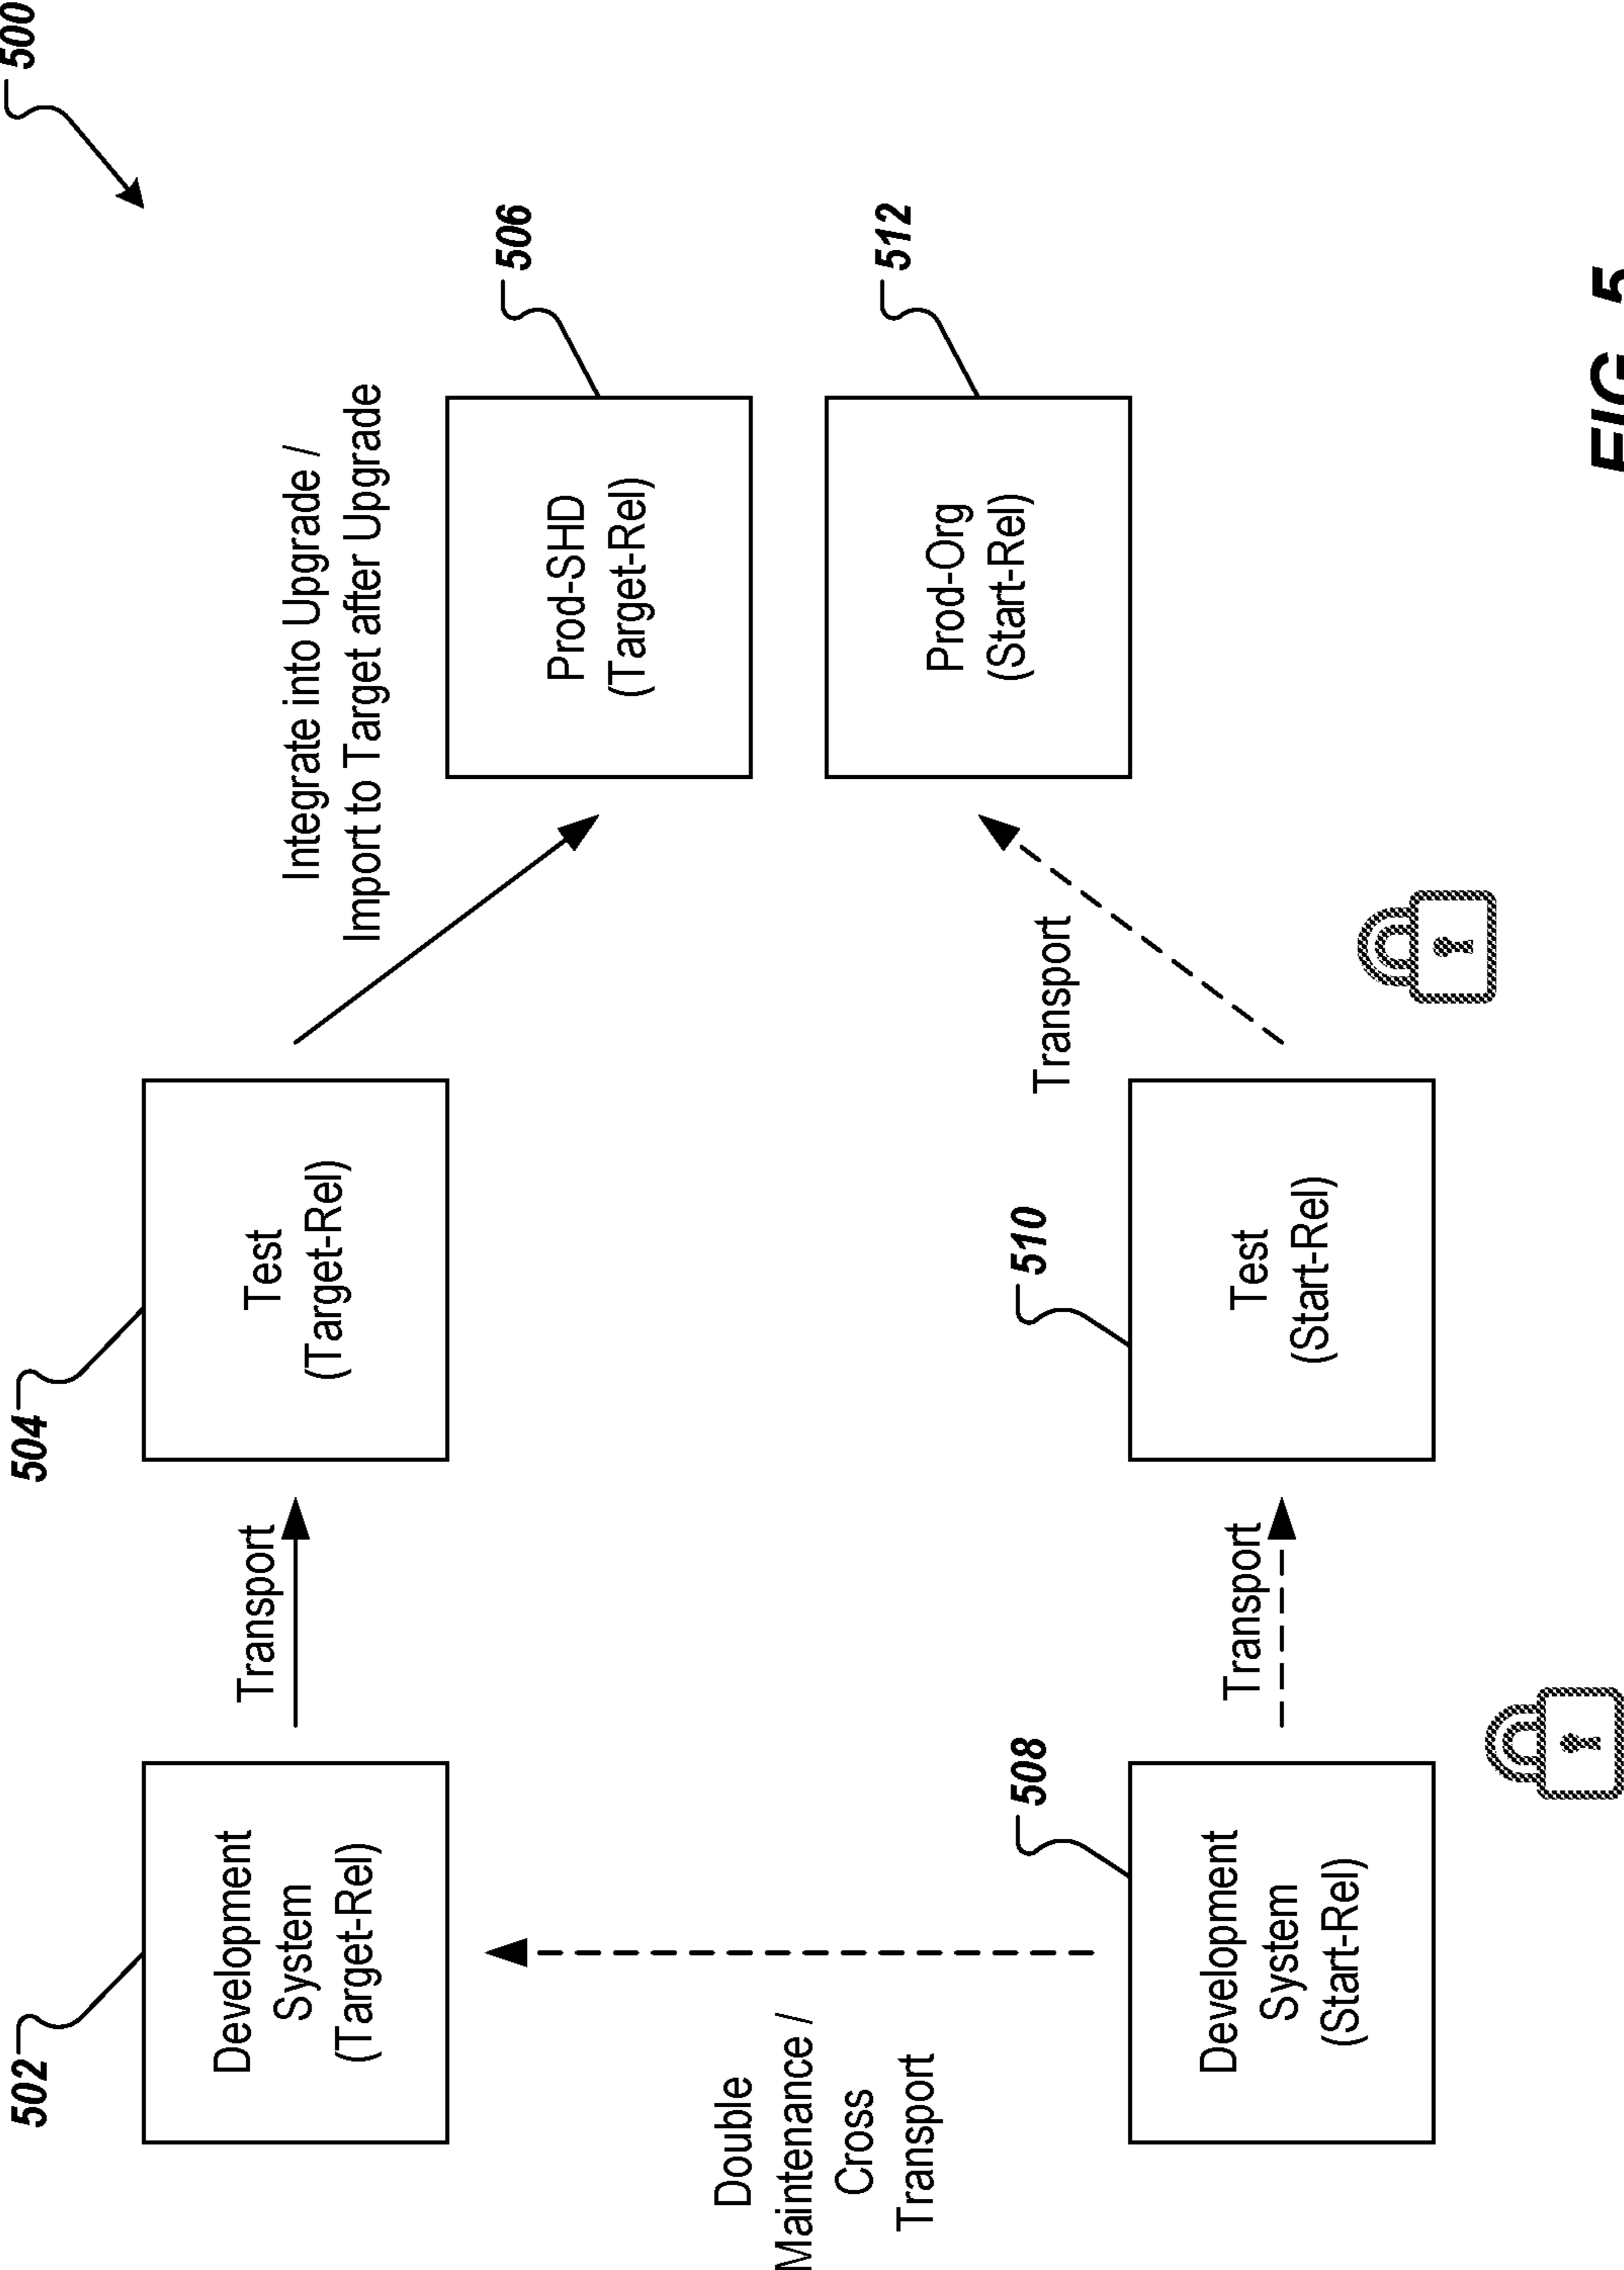 500
502
Development
System
(Target-Rel)
Transport
504
Test
(Target-Rel)
Integrate into Upgrade /
Import to Target after Upgrade
506
Prod-SHD
(Target-Rel)
Double
Maintenance /
Cross
Transport
508
Development
System
(Start-Rel)
Transport
510
Test
(Start-Rel)
Transport
512
Prod-Org
(Start-Rel)
FIG. 5